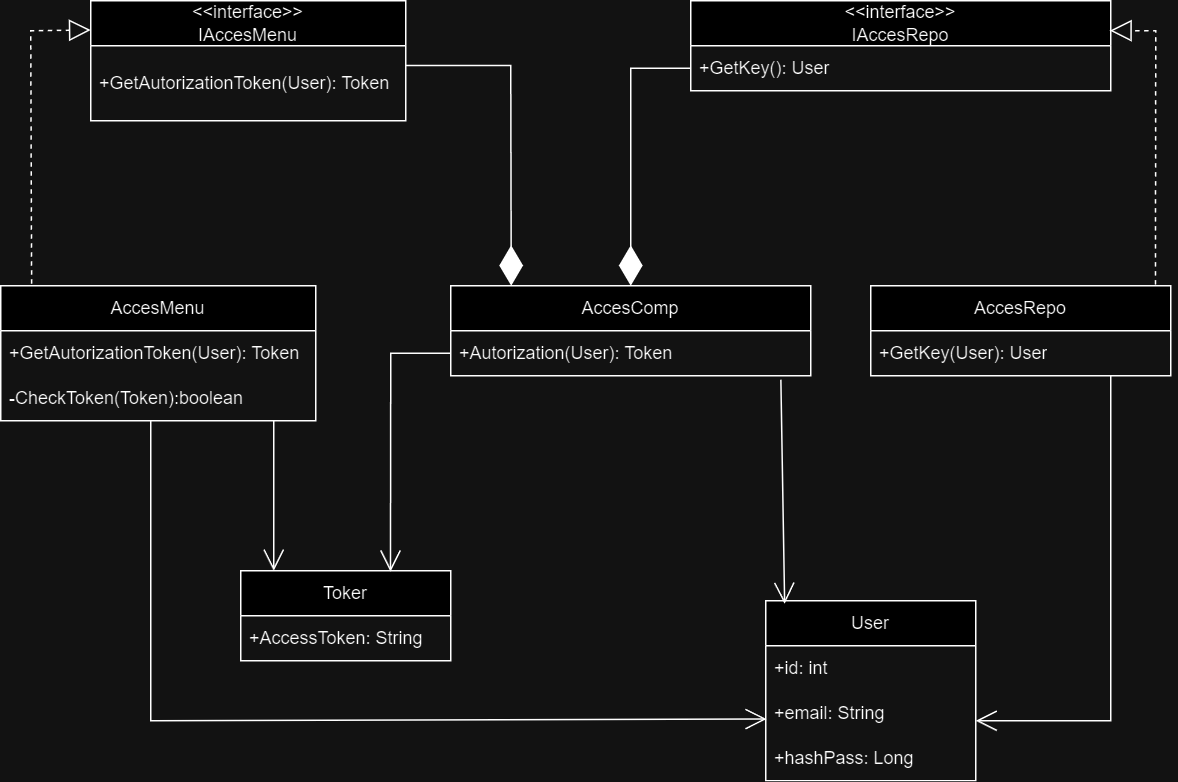 <<interface>>
IAccesMenu
+GetAutorizationToken(User): Token
<<interface>>
IAccesRepo
+GetKey(): User
AccesMenu
+GetAutorizationToken(User): Token
-CheckToken(Token):boolean
AccesComp
+Autorization(User): Token
AccesRepo
+GetKey(User): User
Toker
+AccessToken: String
User
+id: int
+email: String
+hashPass: Long